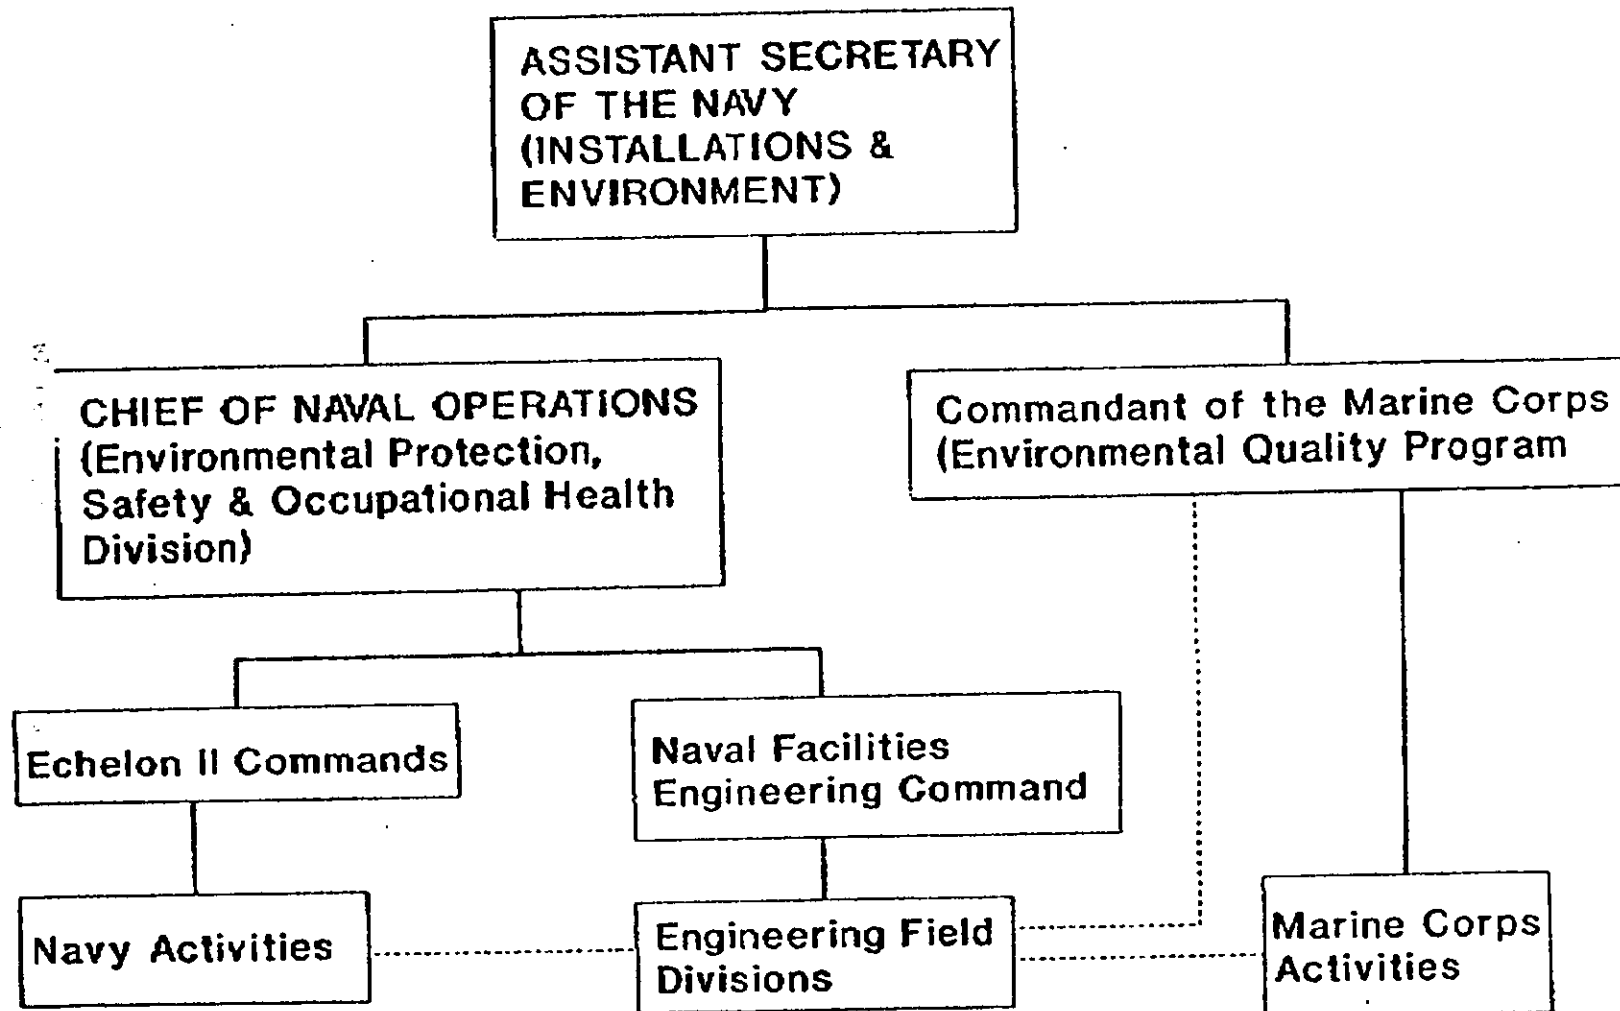 ASSISTANT SECRETARY
OF THE NAVY
(INSTALLATIONS &
ENVIRONMENT)
CHIEF OF NAVAL OPERATIONS
(Environmental Protection,
Safety & Occupational Health
Division)
Commandant of the Marine Corps
(Environmental Quality Program
Echelon II Commands
Naval Facilities
Engineering Command
Navy Activities
Engineering Field
Divisions
Marine Corps
Activities